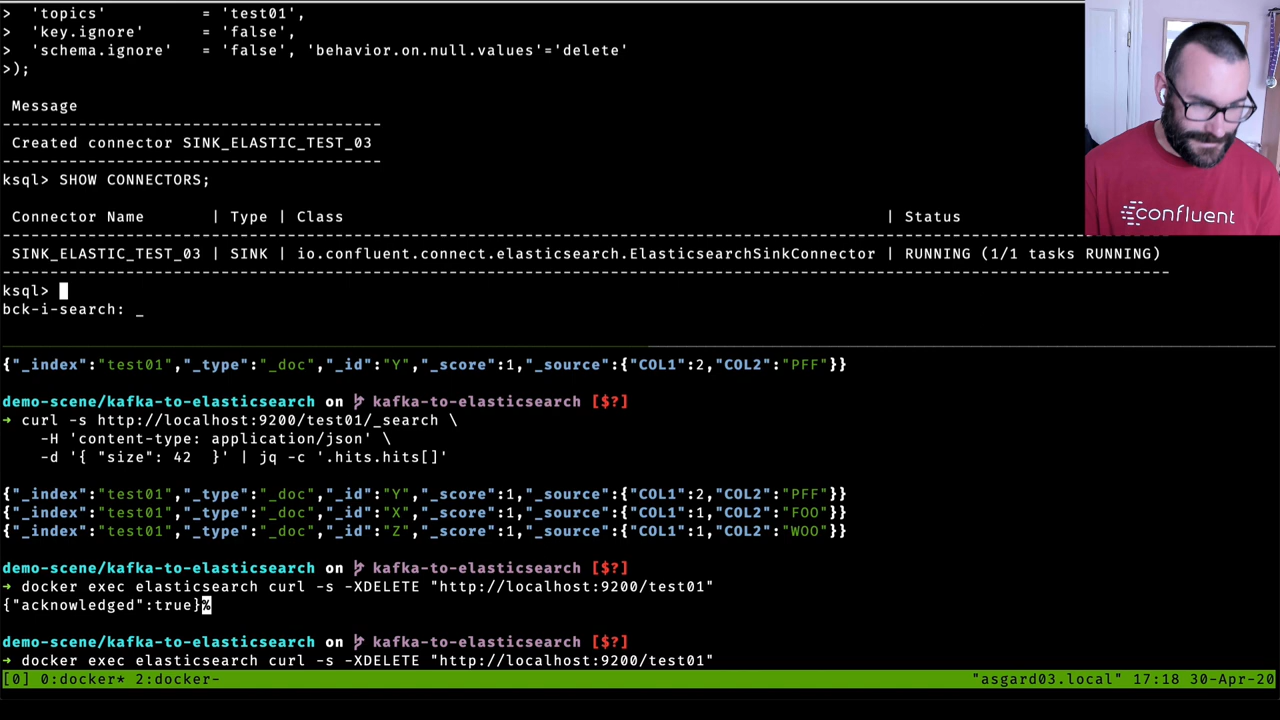 >  'topics'          = 'test01',
>  'key.ignore'      = 'false',
>  'schema.ignore'   = 'false', 'behavior.on.null.values'='delete'
>);
Message
----------------------------------------
Created connector SINK_ELASTIC_TEST_03
----------------------------------------
ksql> SHOW CONNECTORS;
Connector Name       | Type | Class                                                         | Status
SINK_ELASTIC_TEST_03 | SINK | io.confluent.connect.elasticsearch.ElasticsearchSinkConnector | RUNNING (1/1 tasks RUNNING)
ksql>
bck-i-search: _
{"_index":"test01","_type":"_doc","_id":"Y","_score":1,"_source":{"COL1":2,"COL2":"PFF"}}
demo-scene/kafka-to-elasticsearch on kafka-to-elasticsearch [$?]
➜ curl -s http://localhost:9200/test01/_search \
    -H 'content-type: application/json' \
    -d '{ "size": 42  }' | jq -c '.hits.hits[]'
{"_index":"test01","_type":"_doc","_id":"Y","_score":1,"_source":{"COL1":2,"COL2":"PFF"}}
{"_index":"test01","_type":"_doc","_id":"X","_score":1,"_source":{"COL1":1,"COL2":"FOO"}}
{"_index":"test01","_type":"_doc","_id":"Z","_score":1,"_source":{"COL1":1,"COL2":"WOO"}}
demo-scene/kafka-to-elasticsearch on kafka-to-elasticsearch [$?]
➜ docker exec elasticsearch curl -s -XDELETE "http://localhost:9200/test01"
{"acknowledged":true}%
demo-scene/kafka-to-elasticsearch on kafka-to-elasticsearch [$?]
➜ docker exec elasticsearch curl -s -XDELETE "http://localhost:9200/test01"
[0] 0:docker* 2:docker- "asgard03.local" 17:18 30-Apr-20
confluent